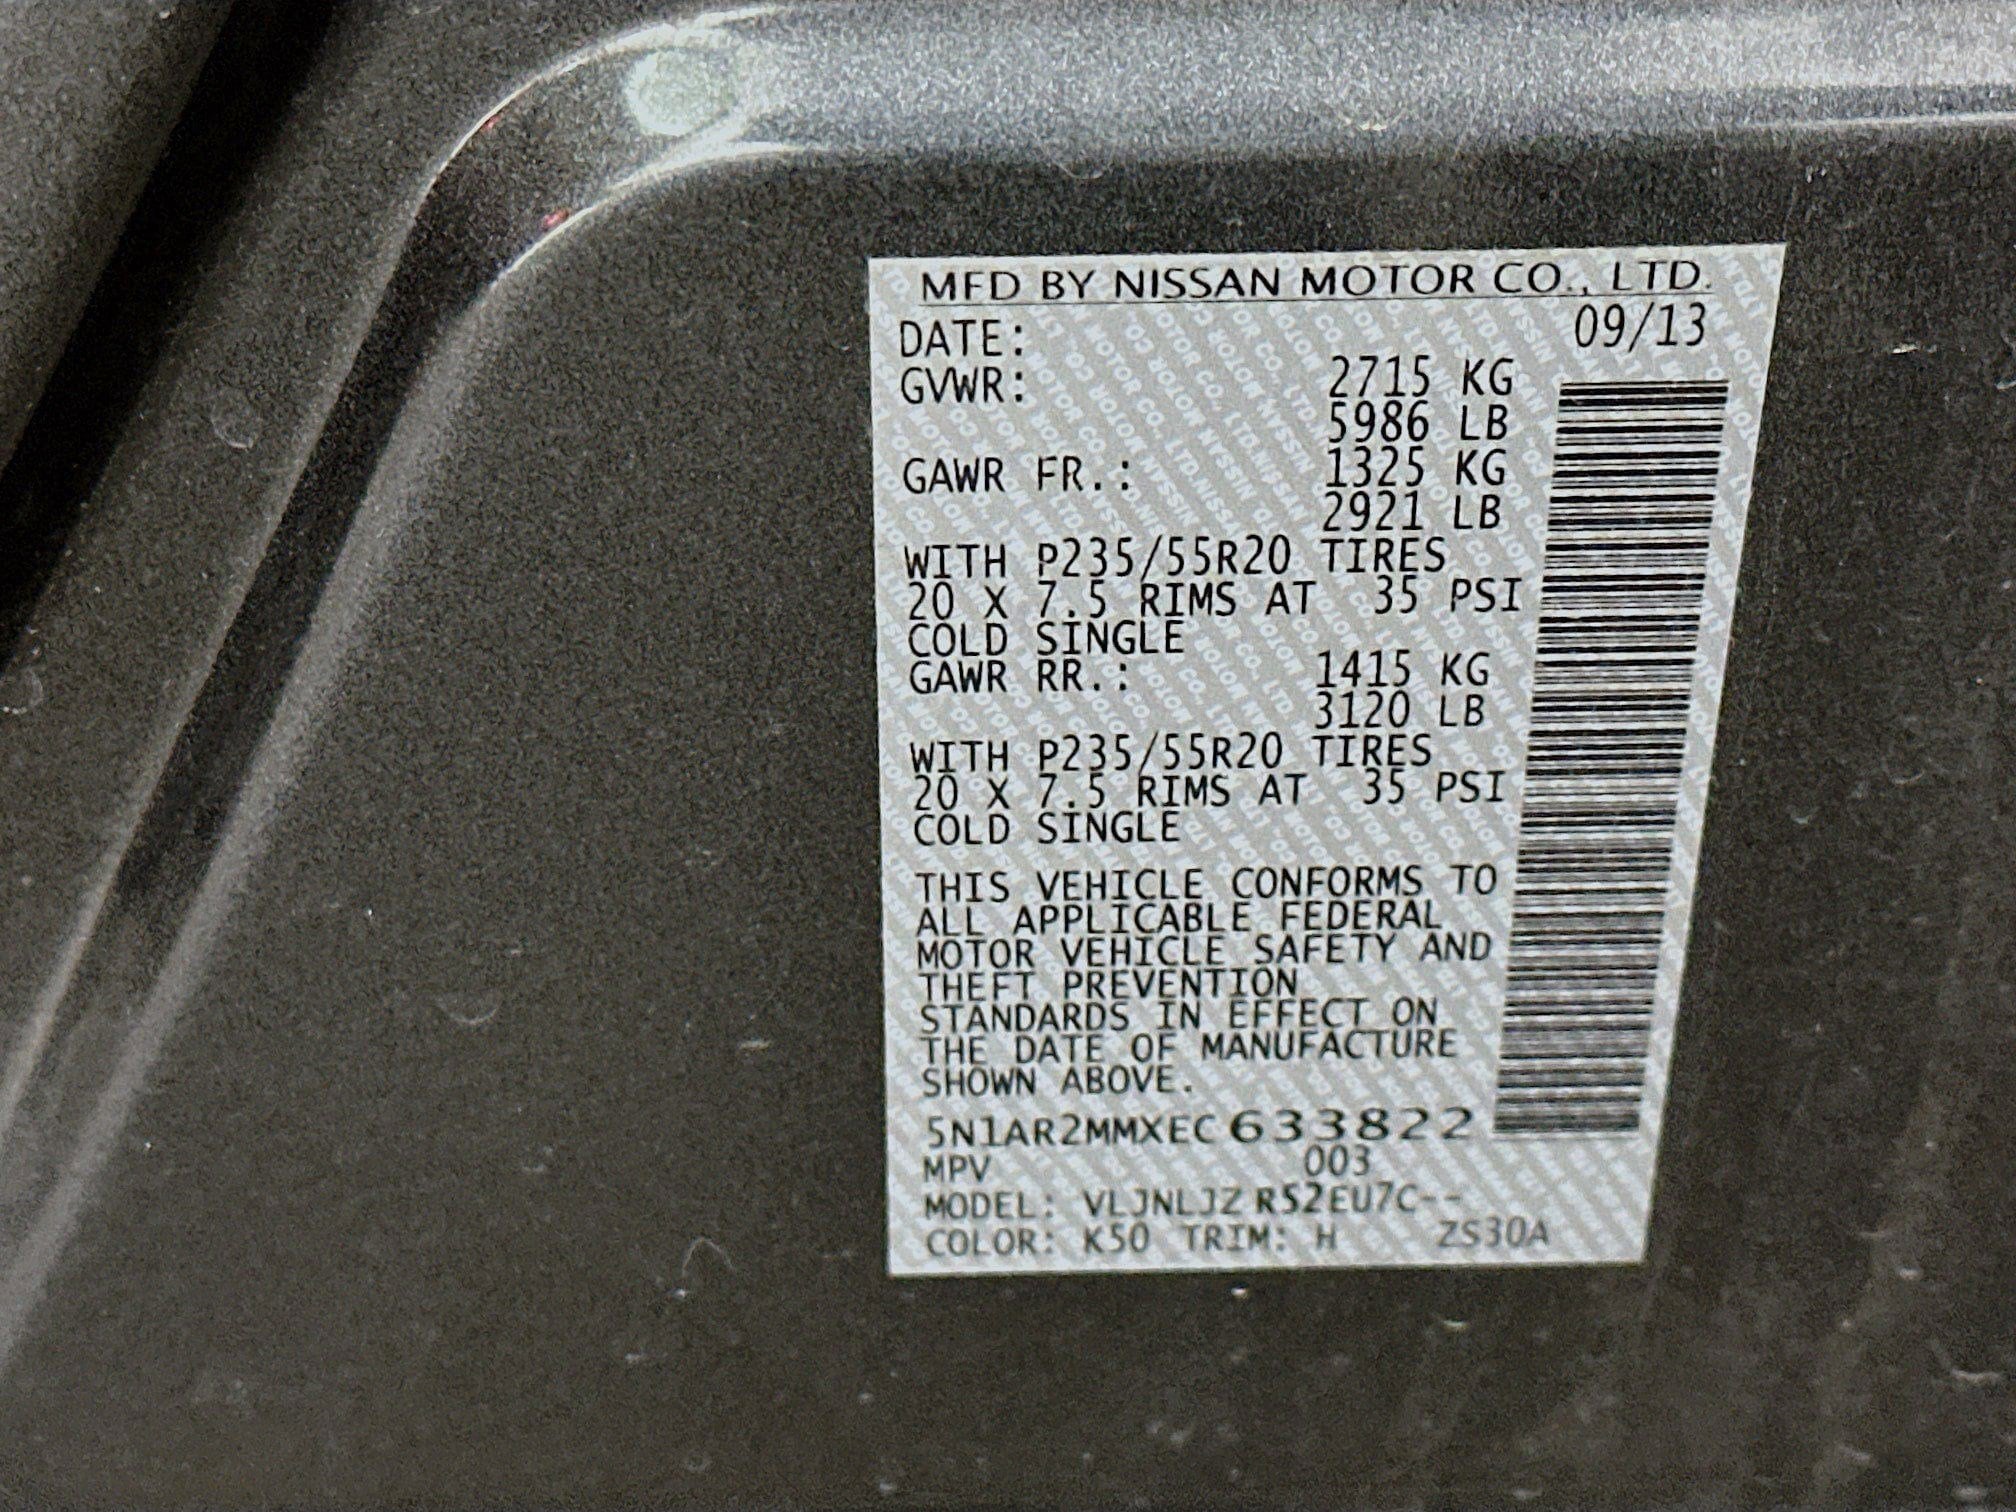 MFD BY NISSAN MOTOR CO., LTD.
DATE: 09/13
GVWR: 2715 KG
5986 LB
GAWR FR.: 1325 KG
2921 LB
WITH P235/55R20 TIRES
20 X 7.5 RIMS AT 35 PSI
COLD SINGLE
GAWR RR.: 1415 KG
3120 LB
WITH P235/55R20 TIRES
20 X 7.5 RIMS AT 35 PSI
COLD SINGLE
THIS VEHICLE CONFORMS TO
ALL APPLICABLE FEDERAL
MOTOR VEHICLE SAFETY AND
THEFT PREVENTION
STANDARDS IN EFFECT ON
THE DATE OF MANUFACTURE
SHOWN ABOVE.
5N1AR2MMXEC633822
MPV 003
MODEL: VLJNLJZ R52EU7C--
COLOR: K50 TRIM: H ZS30A